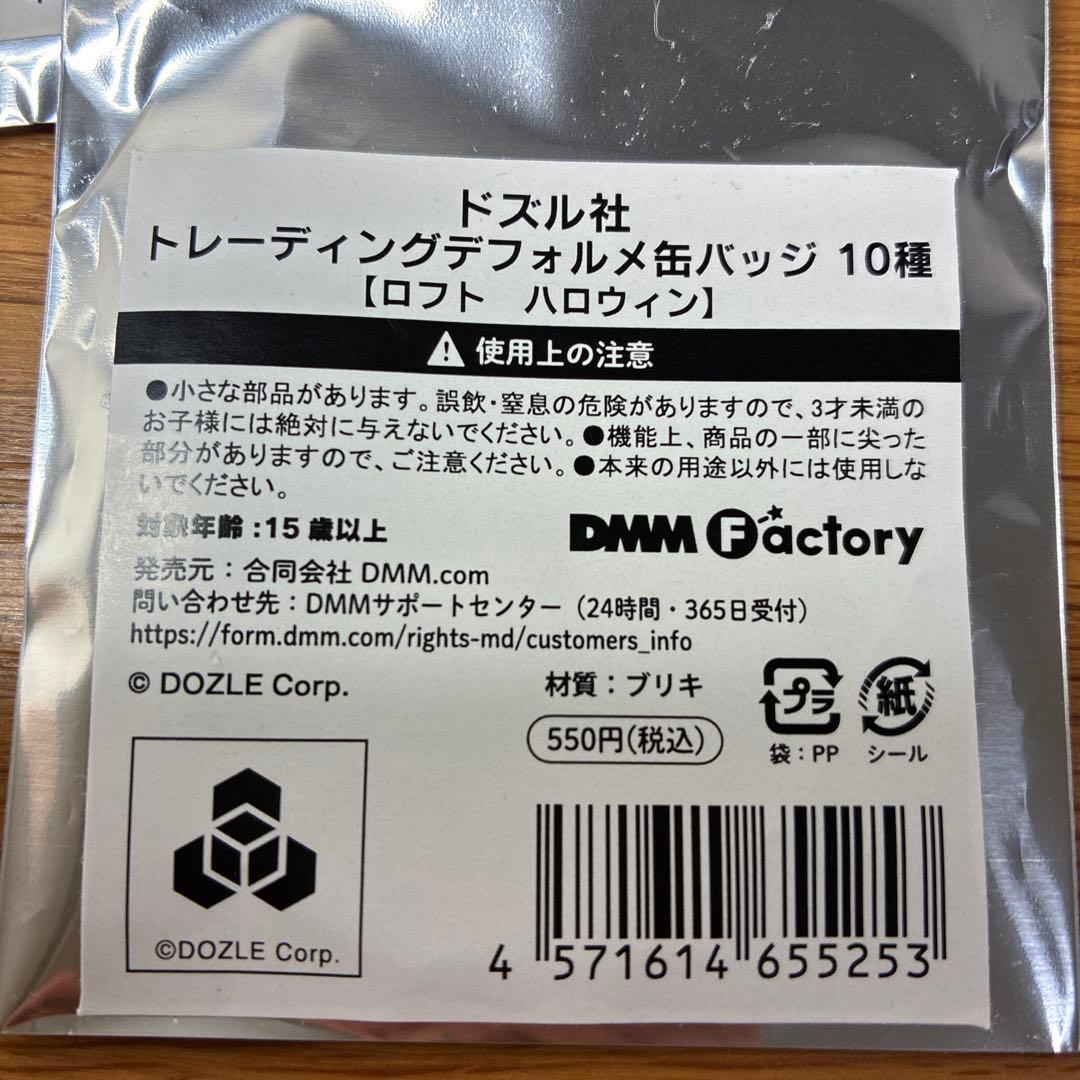 ドズル社
トレーディングデフォルメ缶バッジ 10種
【ロフト　ハロウィン】
使用上の注意
●小さな部品があります。誤飲・窒息の危険がありますので、3才未満の
お子様には絶対に与えないでください。●機能上、商品の一部に尖った
部分がありますので、ご注意ください。●本来の用途以外には使用しな
いでください。
対象年齢:15歳以上
DMM Factory
発売元：合同会社 DMM.com
問い合わせ先：DMMサポートセンター（24時間・365日受付）
https://form.dmm.com/rights-md/customers_info
© DOZLE Corp.
材質：ブリキ
プラ
紙
550円(税込)
袋：PP
シール
©DOZLE Corp.
4 571614 655253